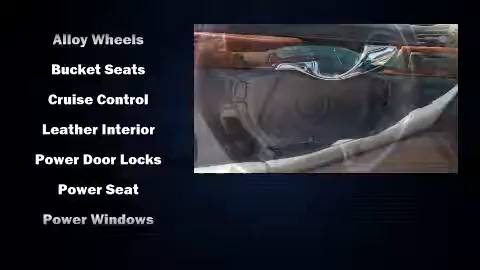 Alloy Wheels
Bucket Seats
Cruise Control
Leather Interior
Power Door Locks
Power Seat
Power Windows